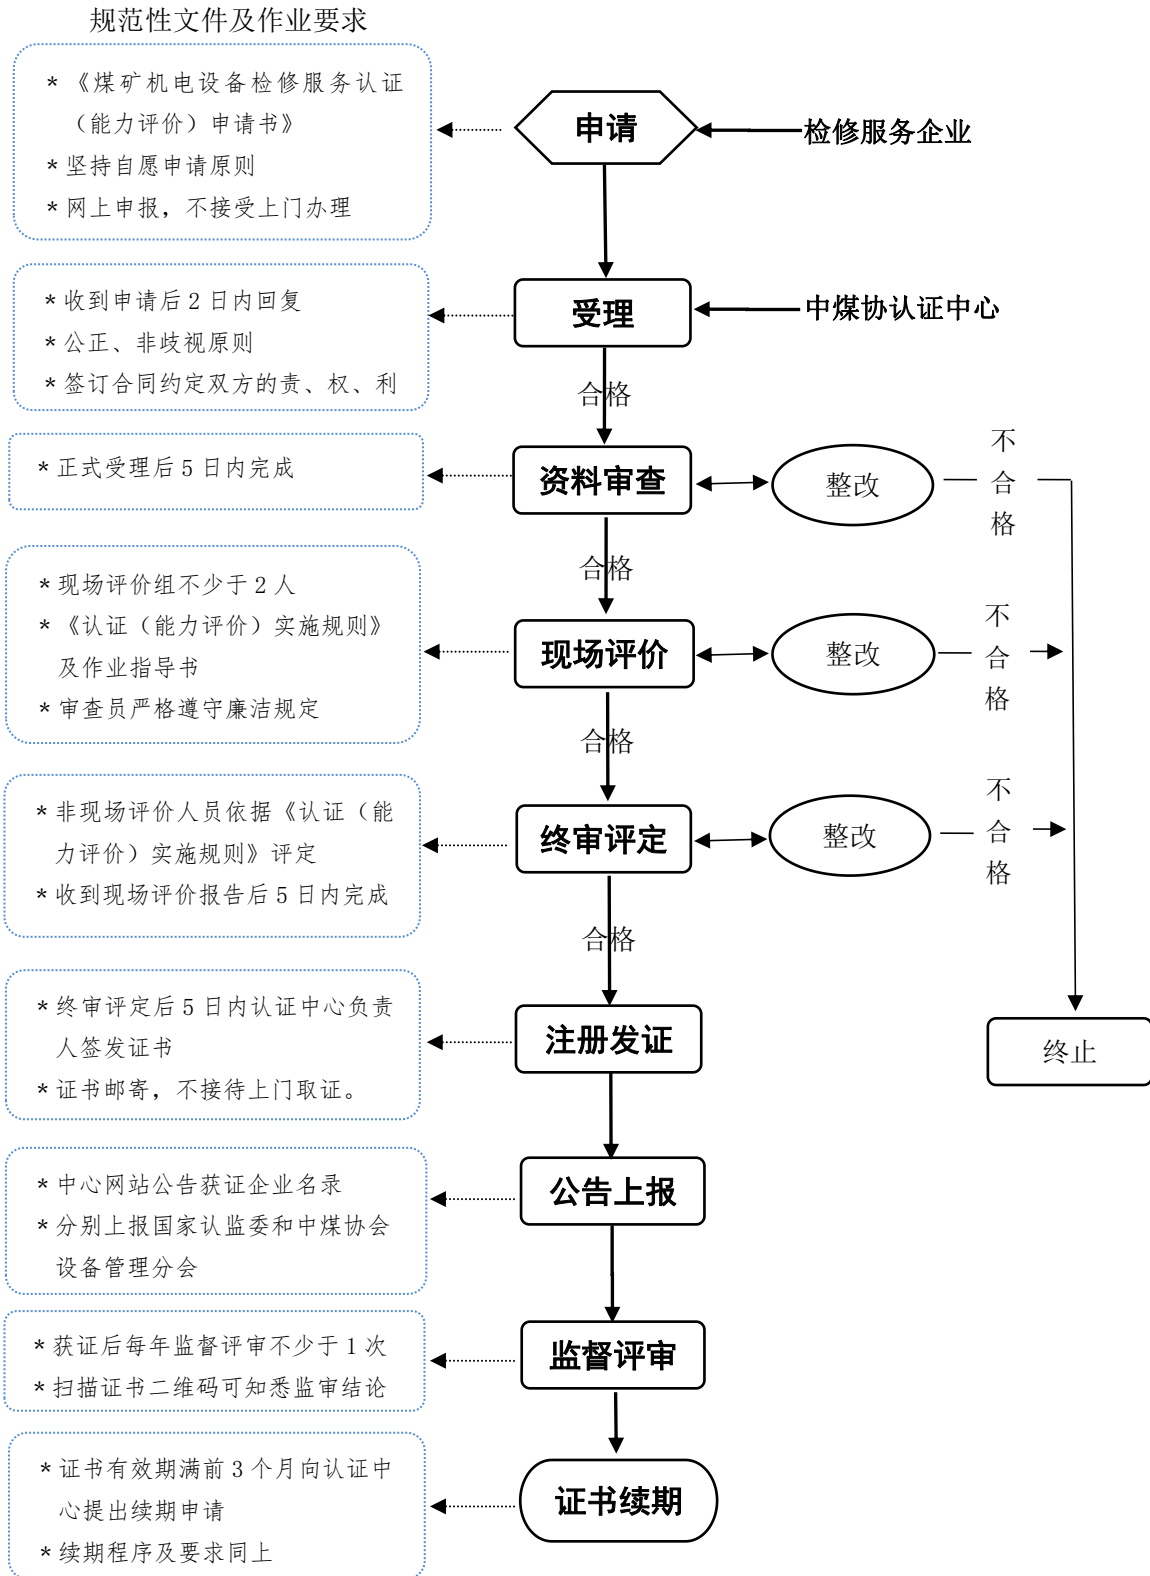 规范性文件及作业要求
*《煤矿机电设备检修服务认证
（能力评价）申请书》
*坚持自愿申请原则
*网上申报，不接受上门办理
申请
检修服务企业
*收到申请后2日内回复
*公正、非歧视原则
*签订合同约定双方的责、权、利
受理
中煤协认证中心
合格
*正式受理后5日内完成
资料审查
整改
不合格
合格
*现场评价组不少于2人
*《认证（能力评价）实施规则》
及作业指导书
*审查员严格遵守廉洁规定
现场评价
整改
不合格
合格
*非现场评价人员依据《认证（能
力评价）实施规则》评定
*收到现场评价报告后5日内完成
终审评定
整改
不合格
合格
*终审评定后5日内认证中心负责
人签发证书
*证书邮寄，不接待上门取证。
注册发证
终止
*中心网站公告获证企业名录
*分别上报国家认监委和中煤协会
设备管理分会
公告上报
*获证后每年监督评审不少于1次
*扫描证书二维码可知悉监审结论
监督评审
*证书有效期满前3个月向认证中
心提出续期申请
*续期程序及要求同上
证书续期